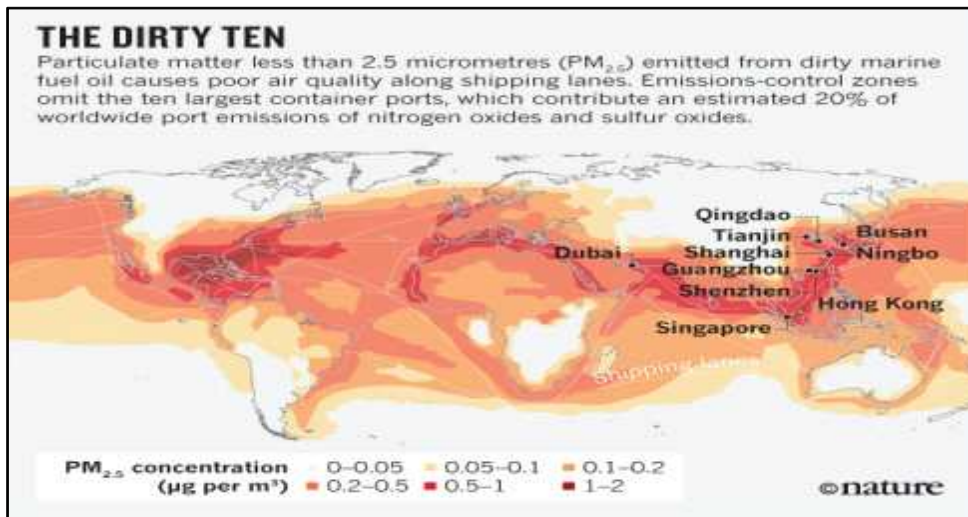 THE DIRTY TEN
Particulate matter less than 2.5 micrometres (PM₂.₅) emitted from dirty marine
fuel oil causes poor air quality along shipping lanes. Emissions-control zones
omit the ten largest container ports, which contribute an estimated 20% of
worldwide port emissions of nitrogen oxides and sulfur oxides.
Qingdao
Tianjin
Busan
Dubai
Shanghai
Ningbo
Guangzhou
Shenzhen
Hong Kong
Singapore
Shipping lanes
PM₂.₅ concentration 0–0.05 0.05–0.1 0.1–0.2
(µg per m³) 0.2–0.5 0.5–1 1–2
©nature